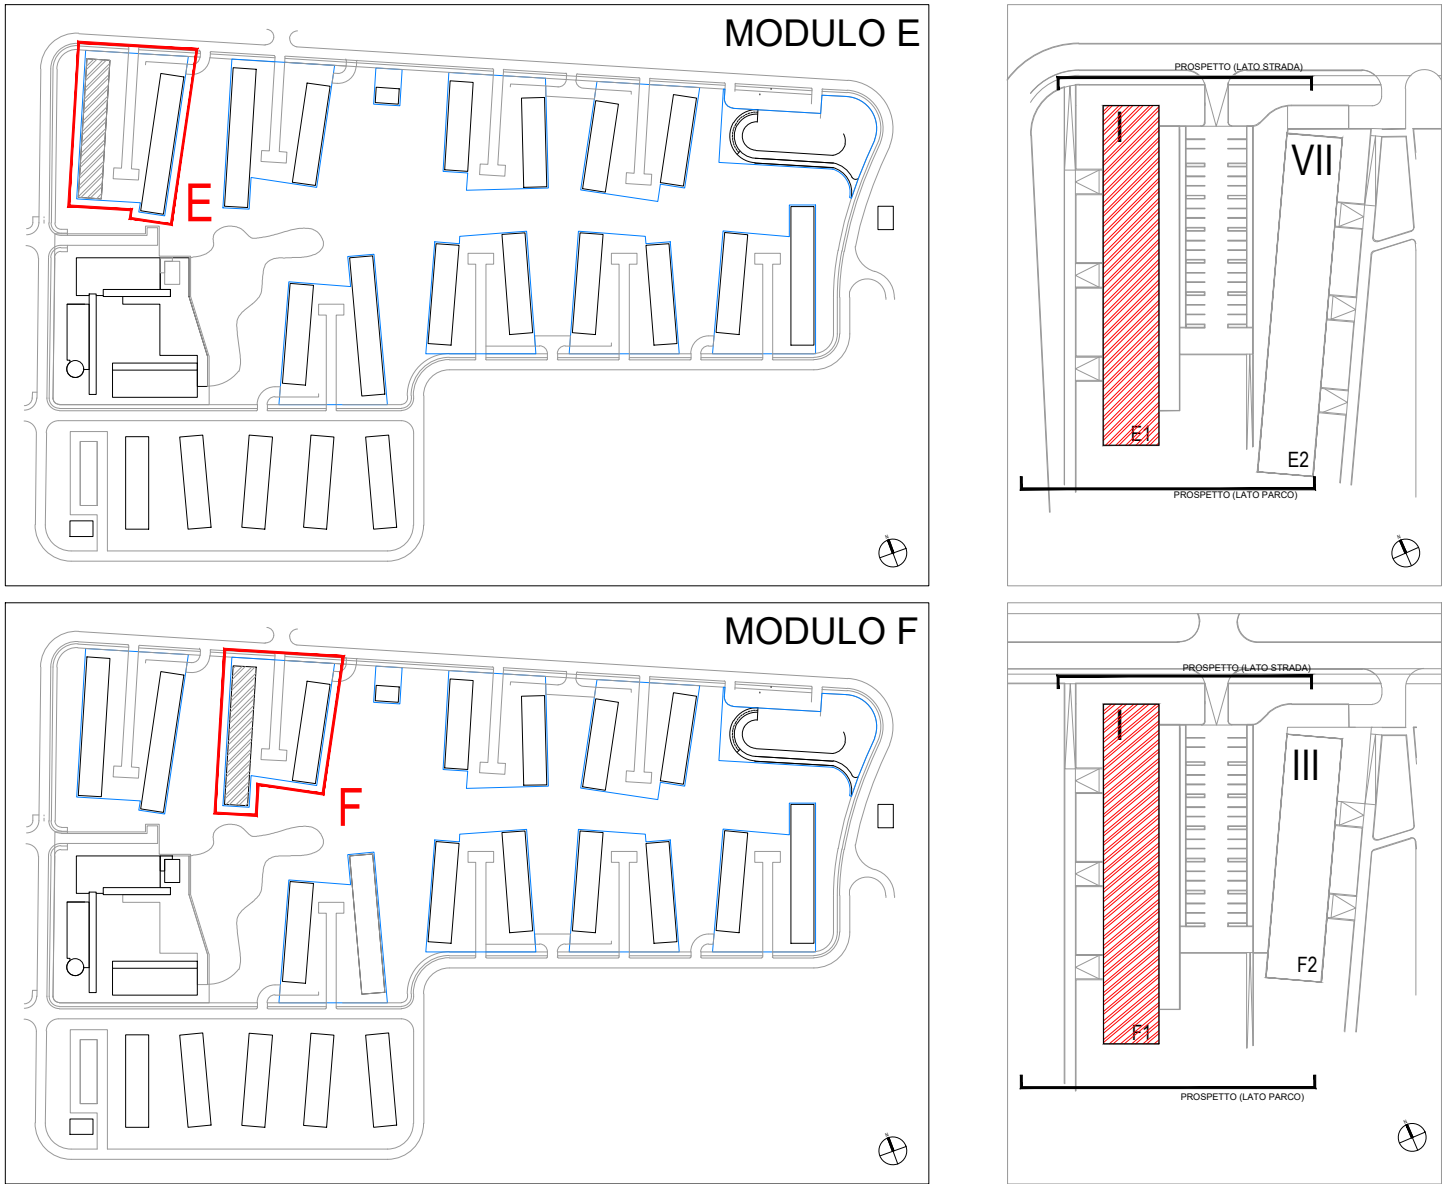 MODULO E
E
N
PROSPETTO (LATO STRADA)
I
VII
E1
E2
PROSPETTO (LATO PARCO)
N
MODULO F
F
N
PROSPETTO (LATO STRADA)
I
III
F1
F2
PROSPETTO (LATO PARCO)
N